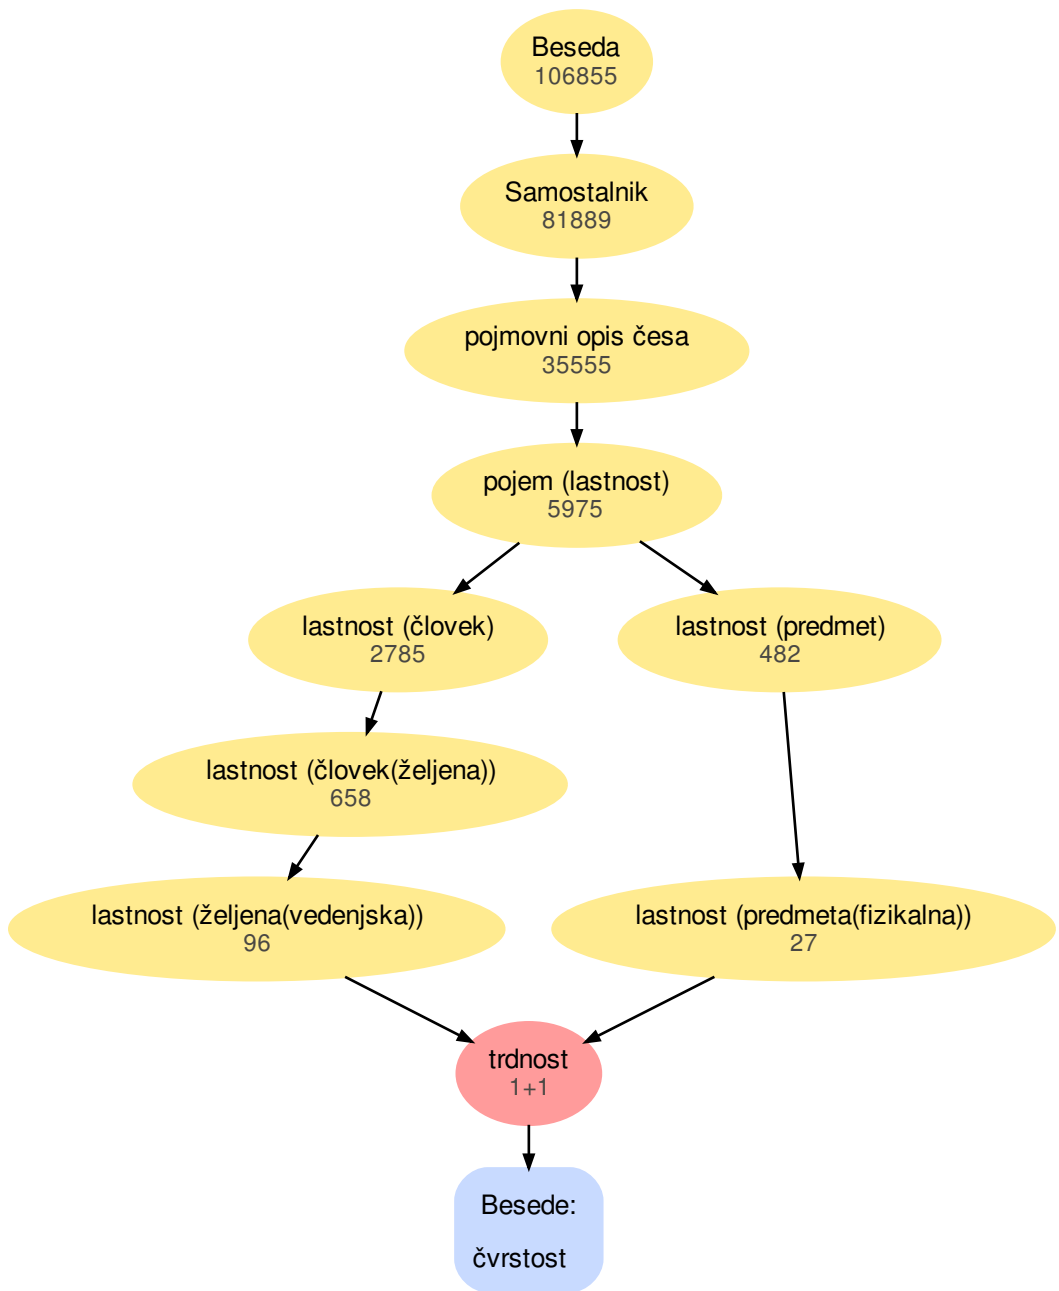 Beseda
106855
Samostalnik
81889
pojmovni opis česa
35555
pojem (lastnost)
5975
lastnost (človek)
2785
lastnost (predmet)
482
lastnost (človek(željena))
658
lastnost (željena(vedenjska))
96
lastnost (predmeta(fizikalna))
27
trdnost
1+1
Besede:
čvrstost